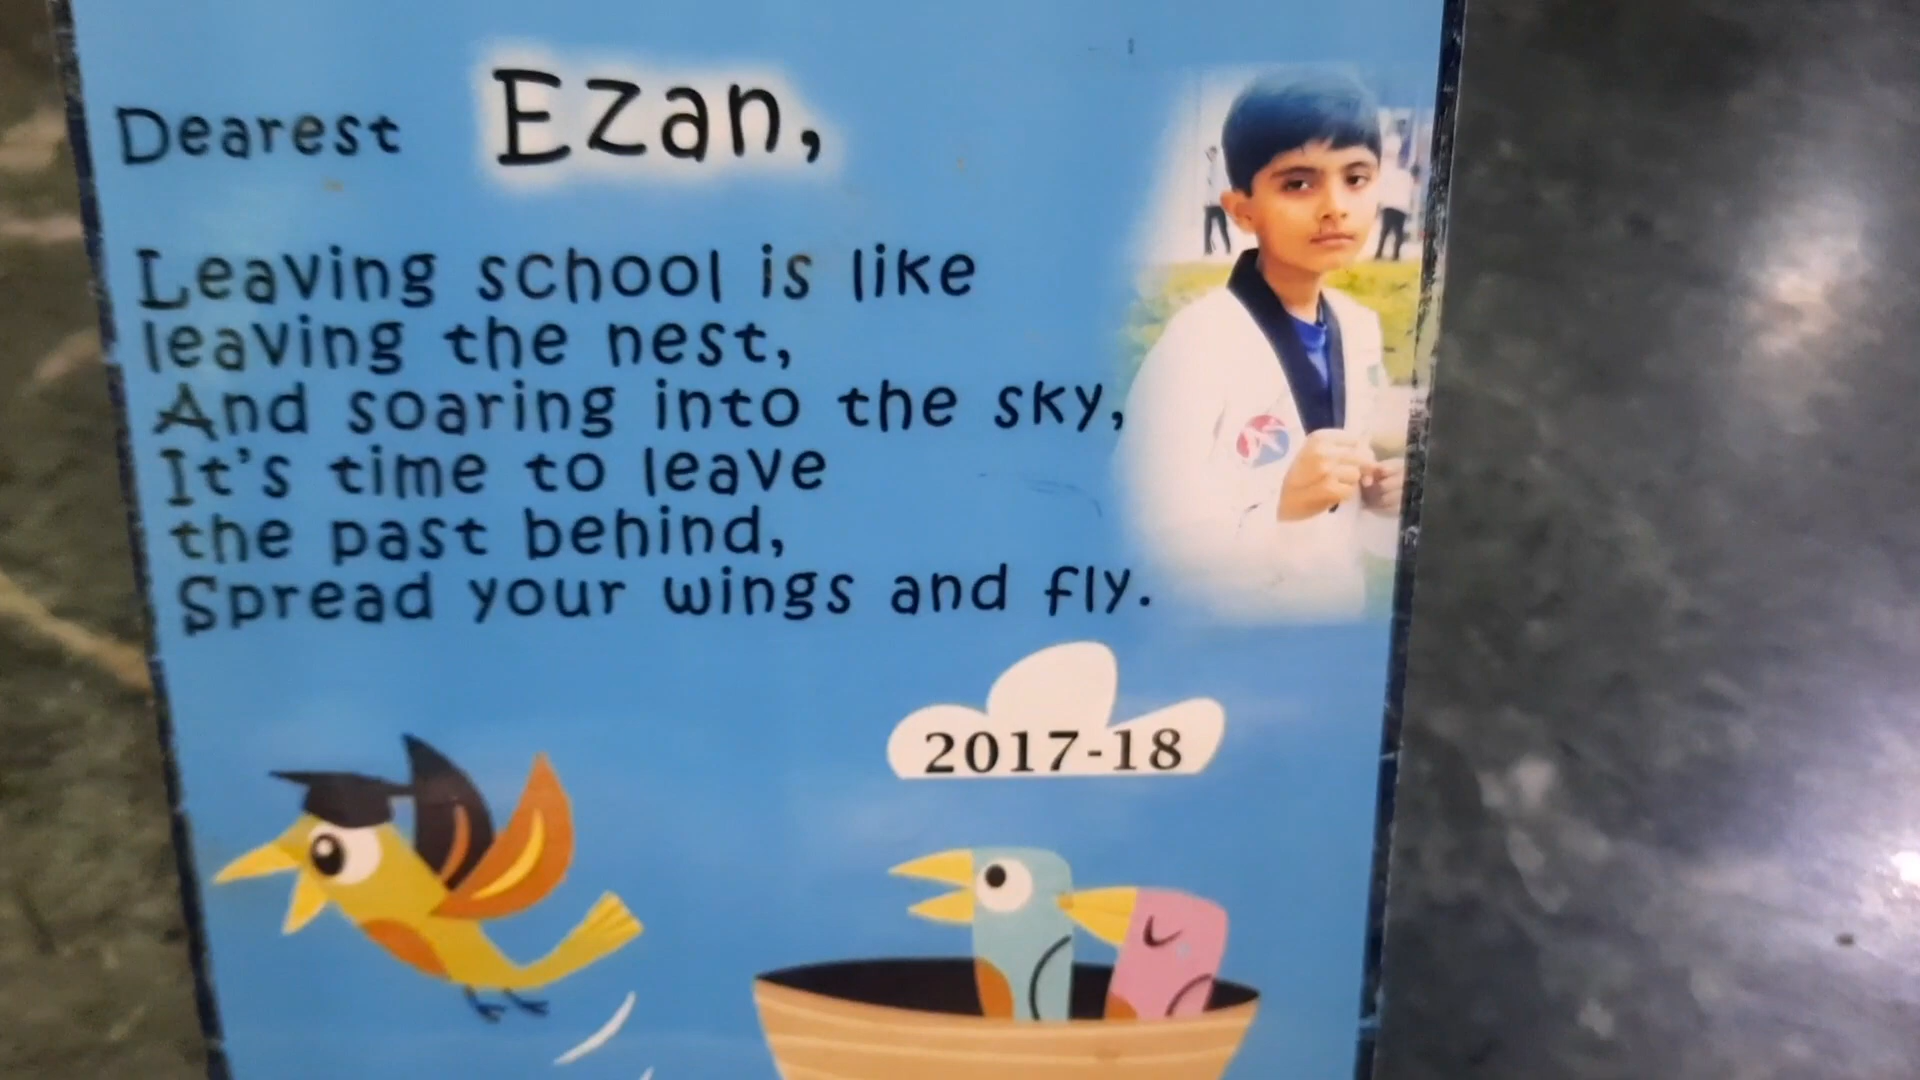 Dearest Ezan,
Leaving school is like
leaving the nest,
And soaring into the sky,
It's time to leave
the past behind,
Spread your wings and fly.
2017-18